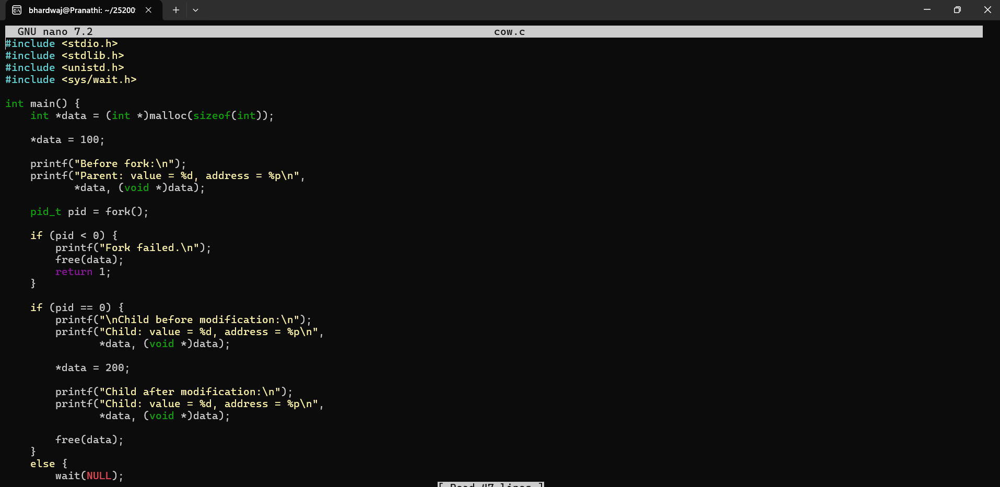 bhardwaj@Pranathi: ~/25200
GNU nano 7.2 cow.c
#include <stdio.h>
#include <stdlib.h>
#include <unistd.h>
#include <sys/wait.h>
int main() {
    int *data = (int *)malloc(sizeof(int));
    *data = 100;
    printf("Before fork:\n");
    printf("Parent: value = %d, address = %p\n",
           *data, (void *)data);
    pid_t pid = fork();
    if (pid < 0) {
        printf("Fork failed.\n");
        free(data);
        return 1;
    }
    if (pid == 0) {
        printf("\nChild before modification:\n");
        printf("Child: value = %d, address = %p\n",
               *data, (void *)data);
        *data = 200;
        printf("Child after modification:\n");
        printf("Child: value = %d, address = %p\n",
               *data, (void *)data);
        free(data);
    }
    else {
        wait(NULL);
[ Read 47 lines ]